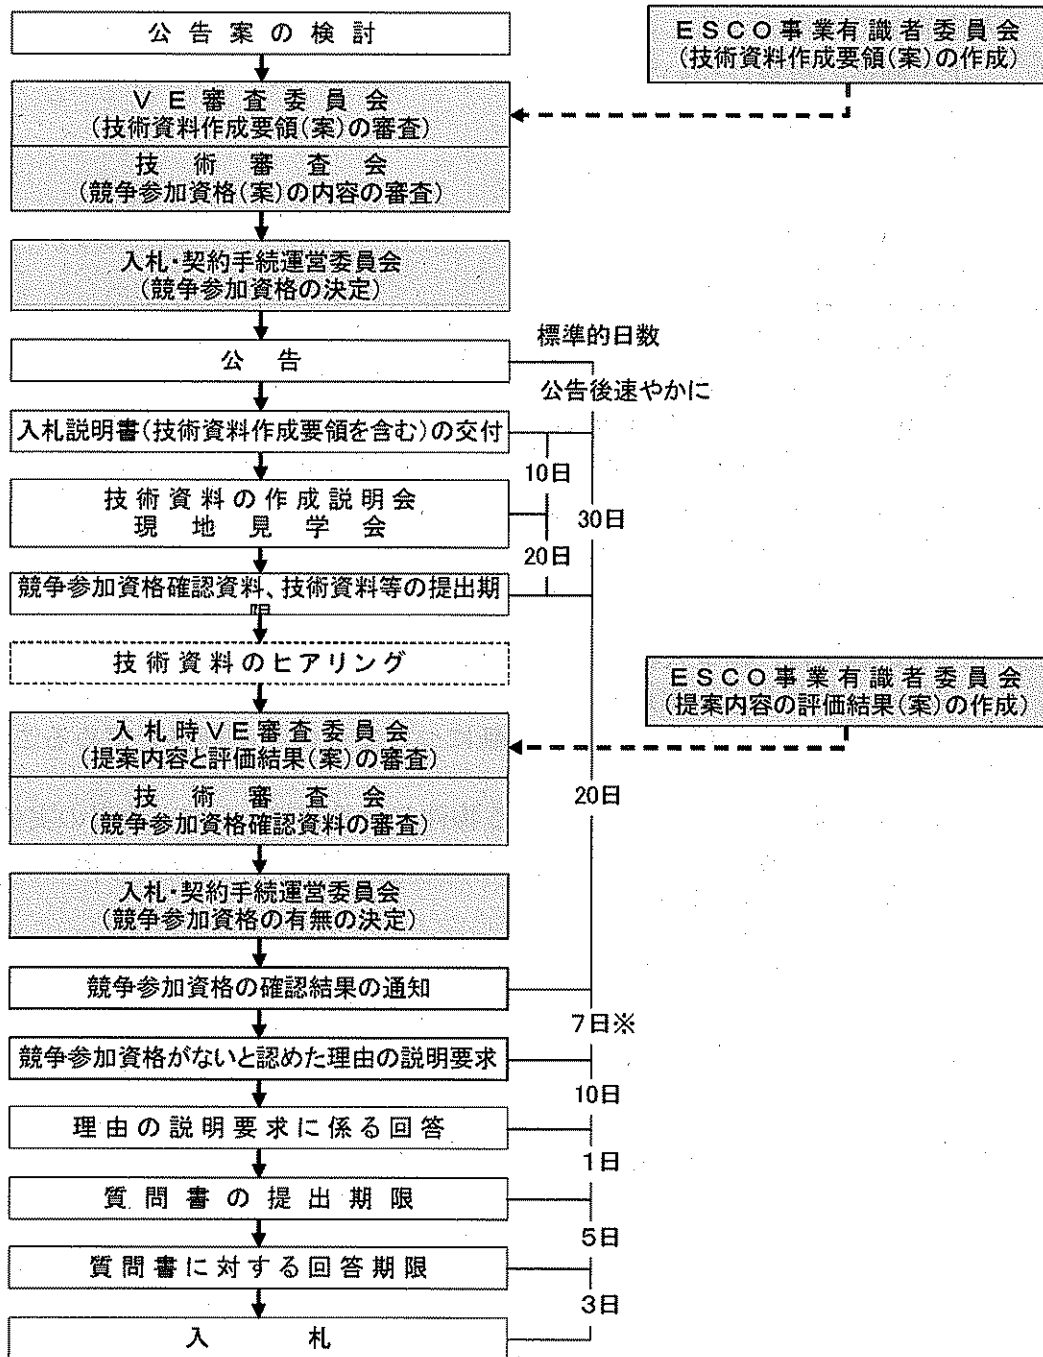 公告案の検討
ESCO事業有識者委員会
(技術資料作成要領(案)の作成)
VE審査委員会
(技術資料作成要領(案)の審査)
技術審査会
(競争参加資格(案)の内容の審査)
入札・契約手続運営委員会
(競争参加資格の決定)
標準的日数
公告
公告後速やかに
入札説明書(技術資料作成要領を含む)の交付
10日
技術資料の作成説明会
現地見学会
30日
20日
競争参加資格確認資料、技術資料等の提出期
限
技術資料のヒアリング
ESCO事業有識者委員会
(提案内容の評価結果(案)の作成)
入札時VE審査委員会
(提案内容と評価結果(案)の審査)
技術審査会
(競争参加資格確認資料の審査)
20日
入札・契約手続運営委員会
(競争参加資格の有無の決定)
競争参加資格の確認結果の通知
7日※
競争参加資格がないと認めた理由の説明要求
10日
理由の説明要求に係る回答
1日
質問書の提出期限
5日
質問書に対する回答期限
3日
入札